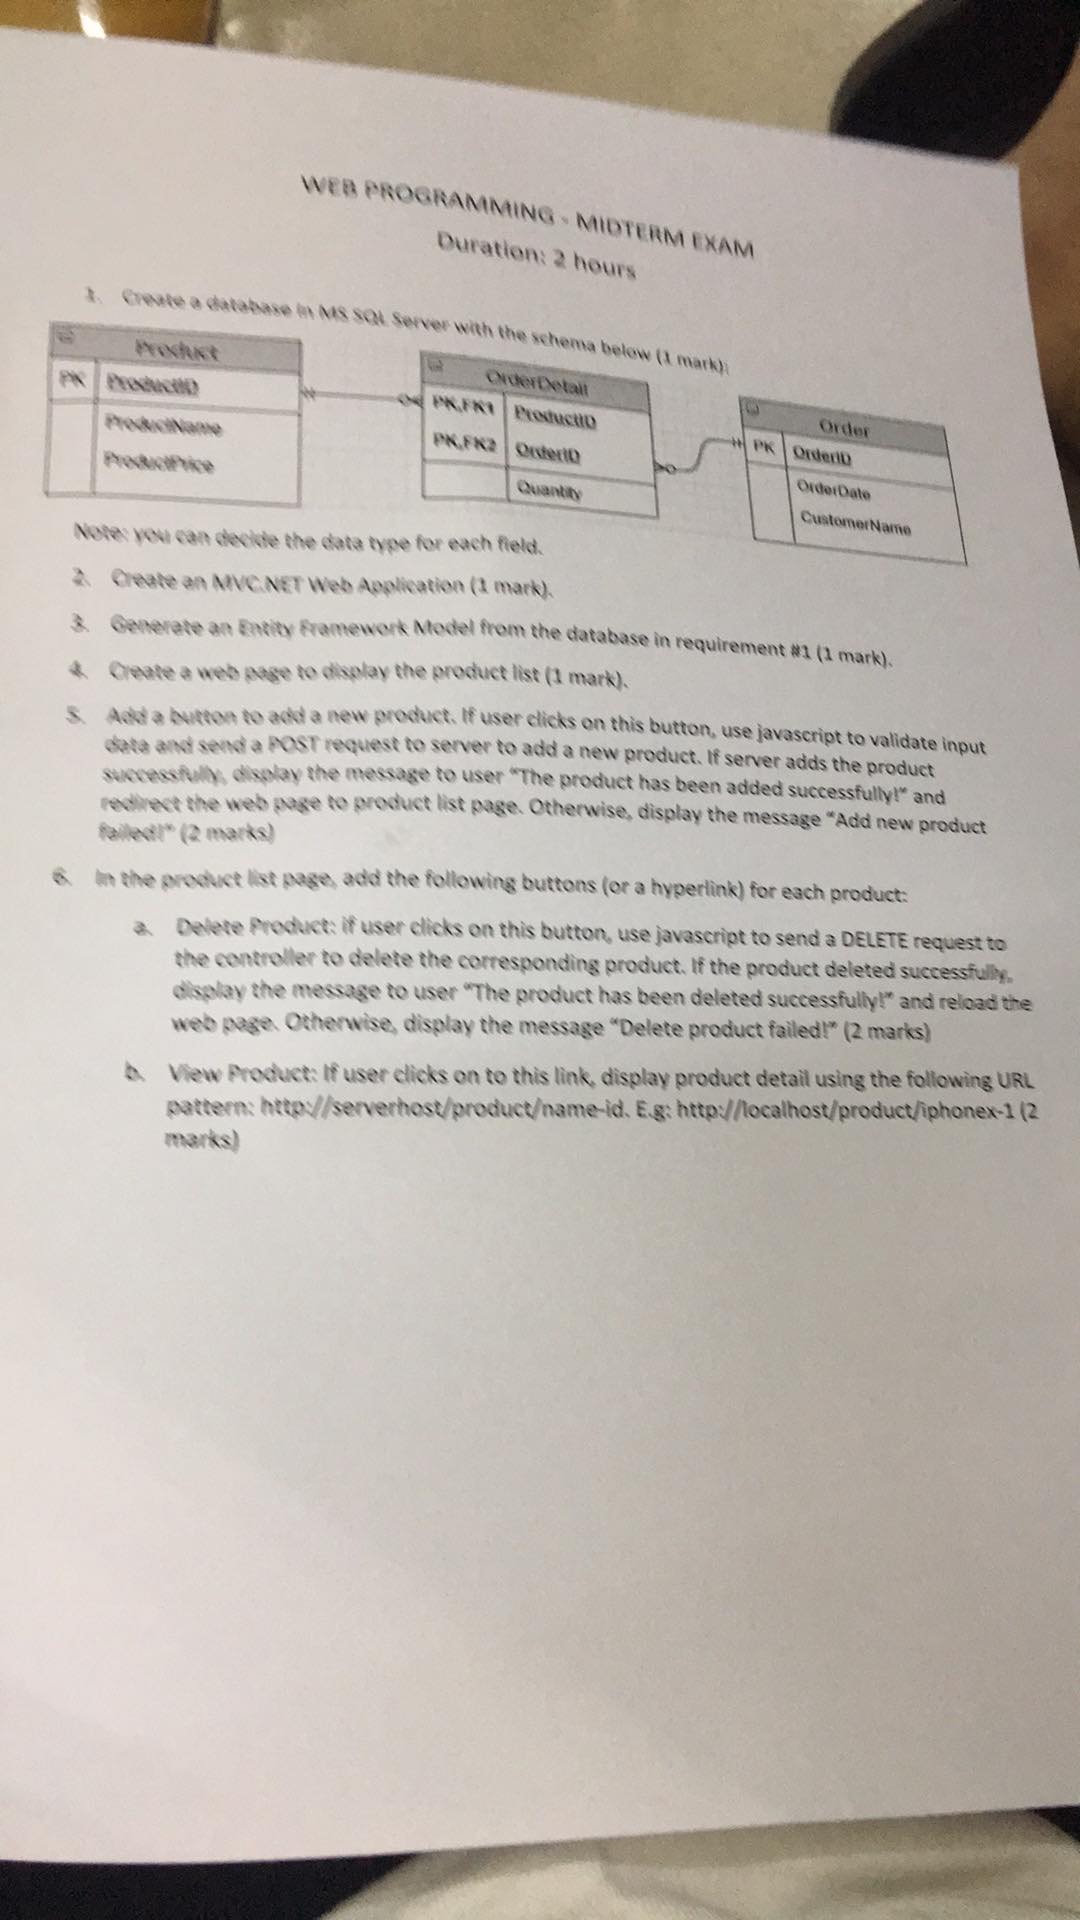 WEB PROGRAMMING - MIDTERM EXAM
Duration: 2 hours
1. Create a database in MS SQL Server with the schema below (1 mark):
Product
PK ProductID
ProductName
ProductPrice
OrderDetail
PK,FK1 ProductID
PK,FK2 OrderID
Quantity
Order
PK OrderID
OrderDate
CustomerName
Note: you can decide the data type for each field.
2. Create an MVC.NET Web Application (1 mark).
3. Generate an Entity Framework Model from the database in requirement #1 (1 mark).
4. Create a web page to display the product list (1 mark).
5. Add a button to add a new product. If user clicks on this button, use javascript to validate input
data and send a POST request to server to add a new product. If server adds the product
successfully, display the message to user "The product has been added successfully!" and
redirect the web page to product list page. Otherwise, display the message "Add new product
failed!" (2 marks)
6. In the product list page, add the following buttons (or a hyperlink) for each product:
a. Delete Product: if user clicks on this button, use javascript to send a DELETE request to
the controller to delete the corresponding product. If the product deleted successfully,
display the message to user "The product has been deleted successfully!" and reload the
web page. Otherwise, display the message "Delete product failed!" (2 marks)
b. View Product: If user clicks on to this link, display product detail using the following URL
pattern: http://serverhost/product/name-id. E.g: http://localhost/product/iphonex-1 (2
marks)